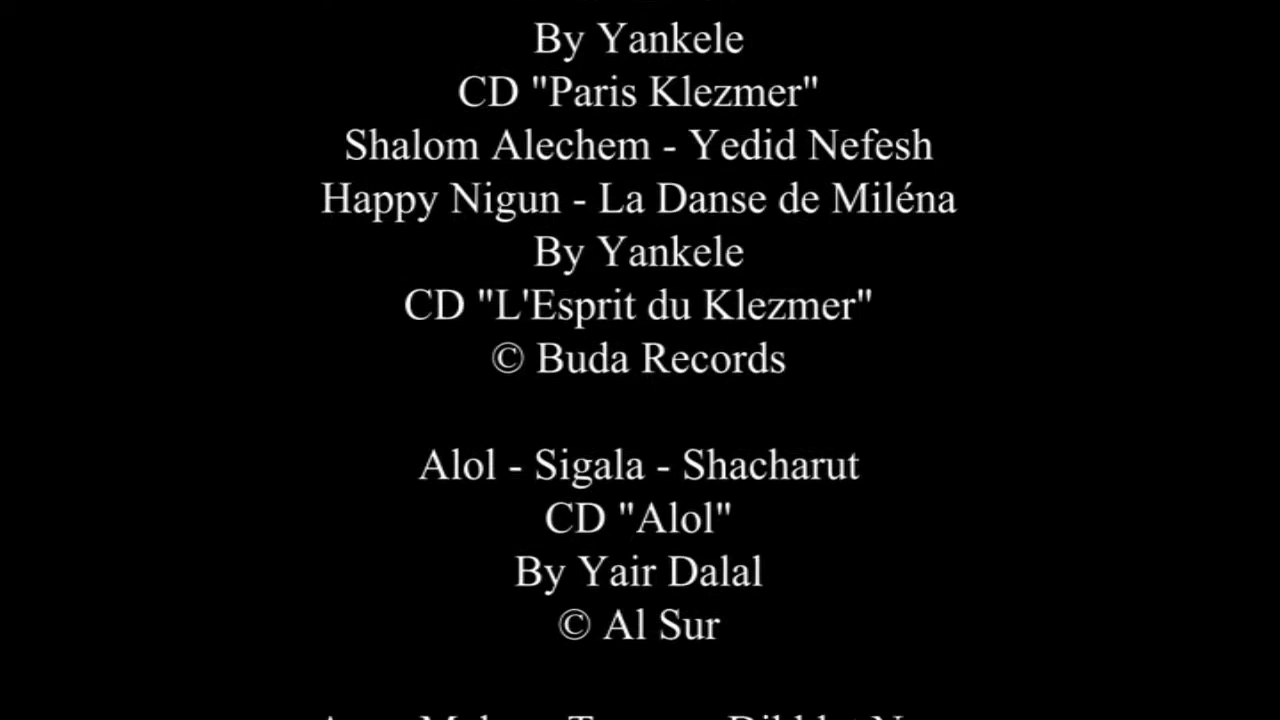 By Yankele
CD "Paris Klezmer"
Shalom Alechem - Yedid Nefesh
Happy Nigun - La Danse de Miléna
By Yankele
CD "L'Esprit du Klezmer"
© Buda Records
Alol - Sigala - Shacharut
CD "Alol"
By Yair Dalal
© Al Sur